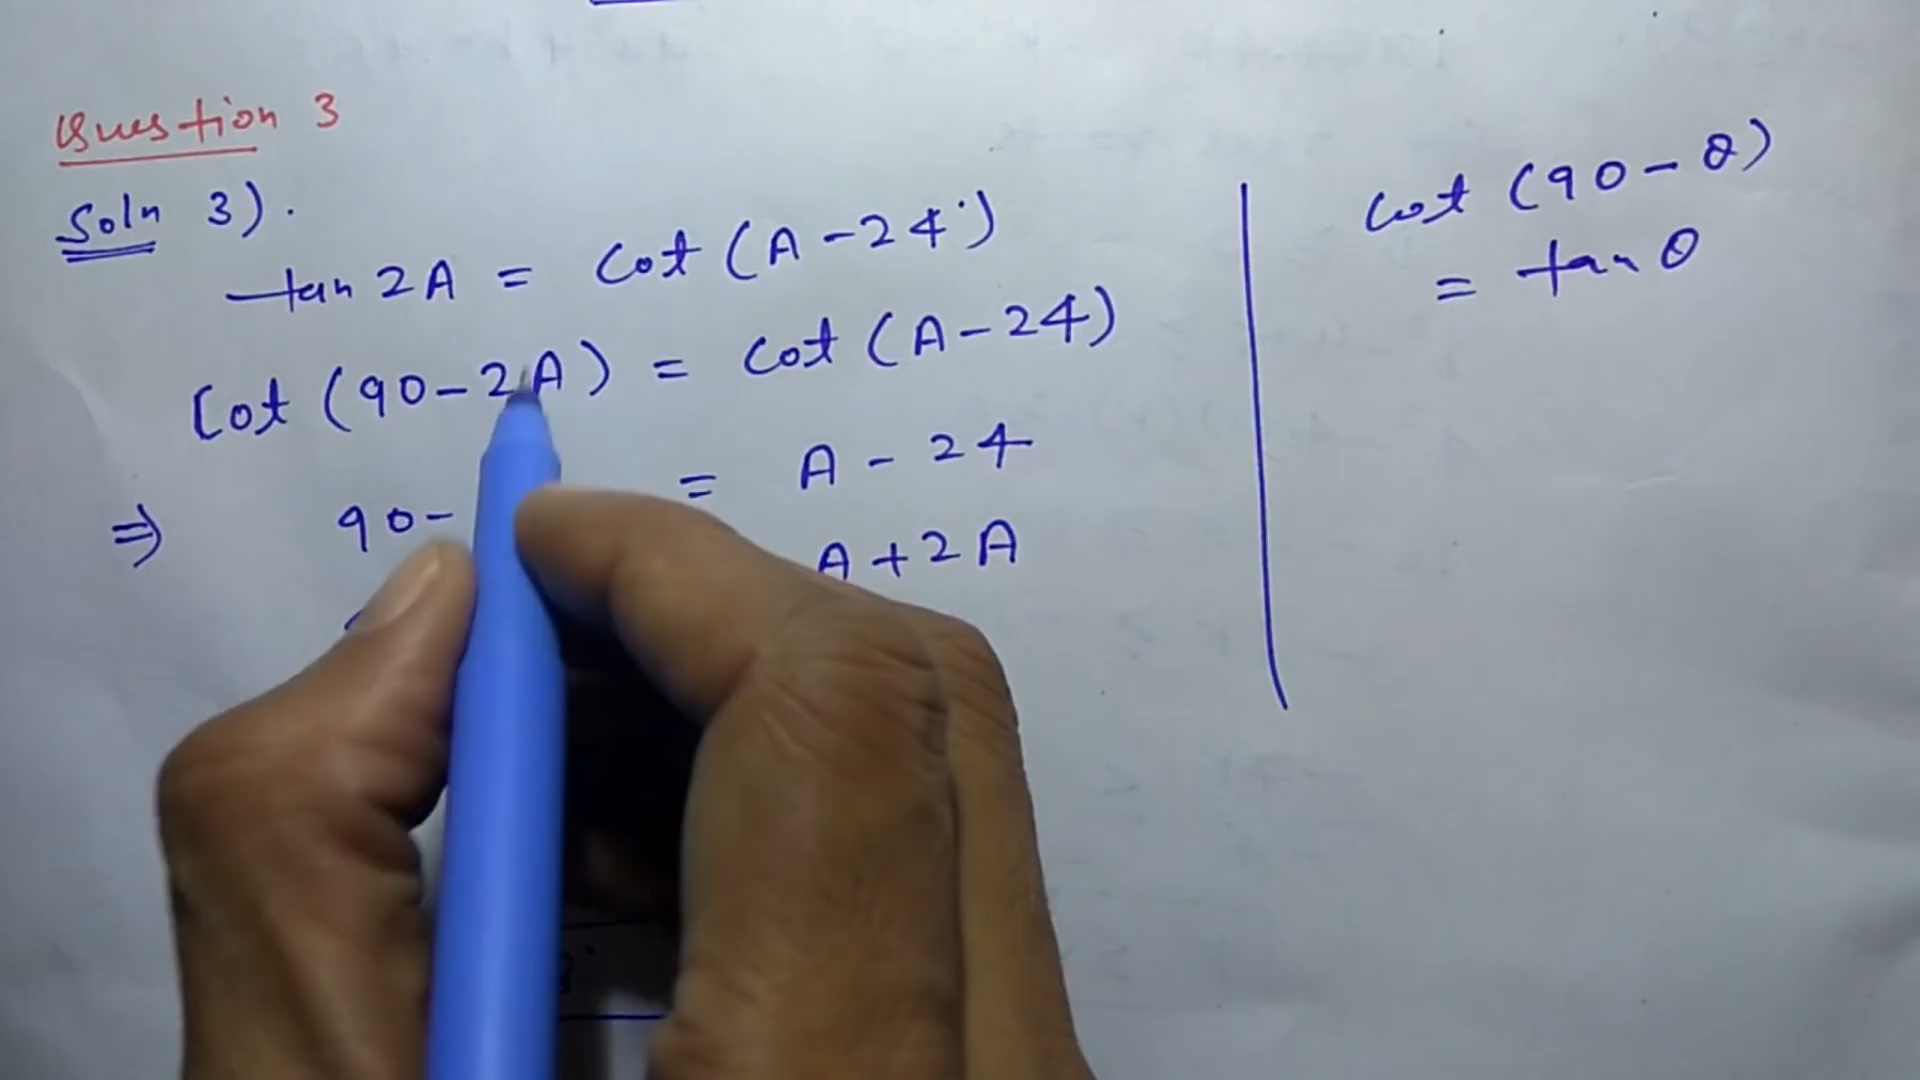 Question 3
Soln 3).
tan 2A = Cot (A - 24°)
Cot (90 - 2A) = Cot (A - 24)
⇒ 90 - = A - 24
A + 2A
Cot (90 - θ)
= tan θ